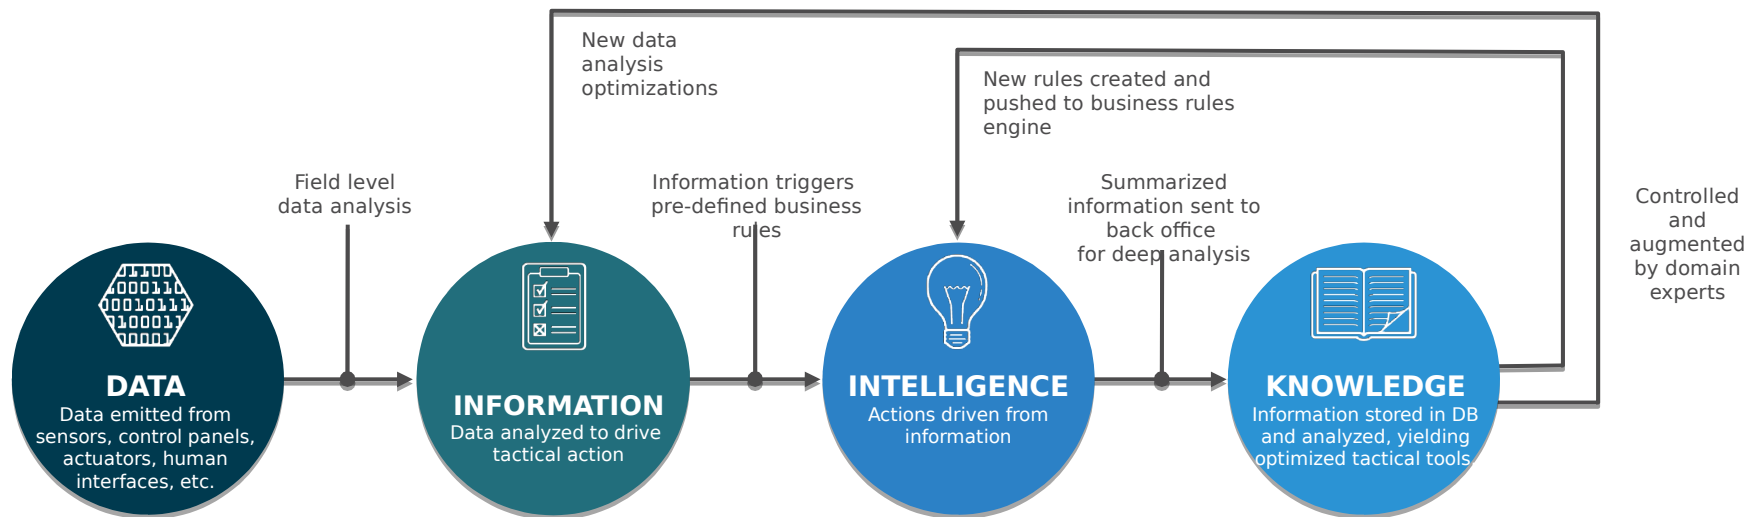 New data
analysis
optimizations
New rules created and
pushed to business rules
engine
Field level
data analysis
Information triggers
pre-defined business
rules
Summarized
information sent to
back office
for deep analysis
Controlled
and
augmented
by domain
experts
DATA
Data emitted from
sensors, control panels,
actuators, human
interfaces, etc.
INFORMATION
Data analyzed to drive
tactical action
INTELLIGENCE
Actions driven from
information
KNOWLEDGE
Information stored in DB
and analyzed, yielding
optimized tactical tools.